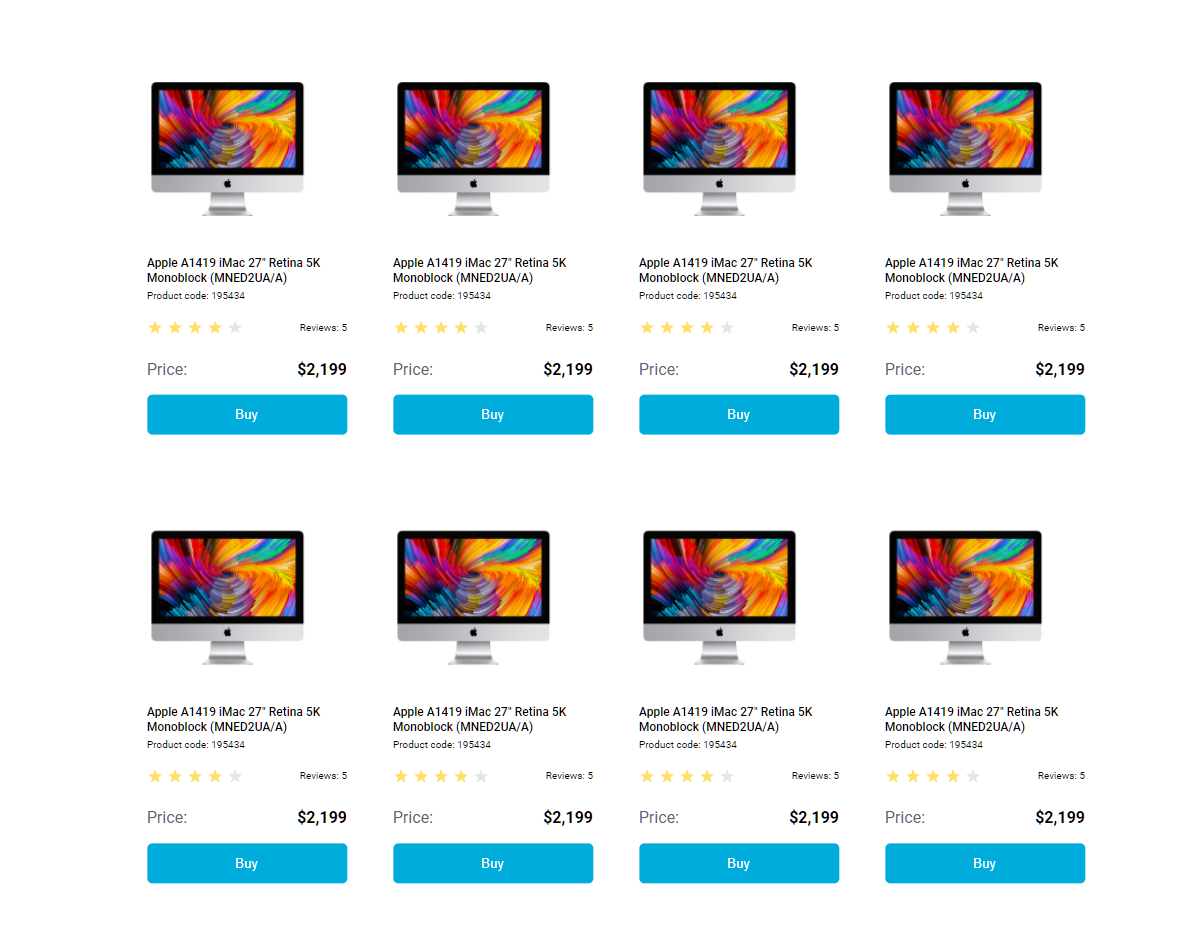 Apple A1419 iMac 27" Retina 5K
Monoblock (MNED2UA/A)
Product code: 195434
Reviews: 5
Price: $2,199
Buy
Apple A1419 iMac 27" Retina 5K
Monoblock (MNED2UA/A)
Product code: 195434
Reviews: 5
Price: $2,199
Buy
Apple A1419 iMac 27" Retina 5K
Monoblock (MNED2UA/A)
Product code: 195434
Reviews: 5
Price: $2,199
Buy
Apple A1419 iMac 27" Retina 5K
Monoblock (MNED2UA/A)
Product code: 195434
Reviews: 5
Price: $2,199
Buy
Apple A1419 iMac 27" Retina 5K
Monoblock (MNED2UA/A)
Product code: 195434
Reviews: 5
Price: $2,199
Buy
Apple A1419 iMac 27" Retina 5K
Monoblock (MNED2UA/A)
Product code: 195434
Reviews: 5
Price: $2,199
Buy
Apple A1419 iMac 27" Retina 5K
Monoblock (MNED2UA/A)
Product code: 195434
Reviews: 5
Price: $2,199
Buy
Apple A1419 iMac 27" Retina 5K
Monoblock (MNED2UA/A)
Product code: 195434
Reviews: 5
Price: $2,199
Buy